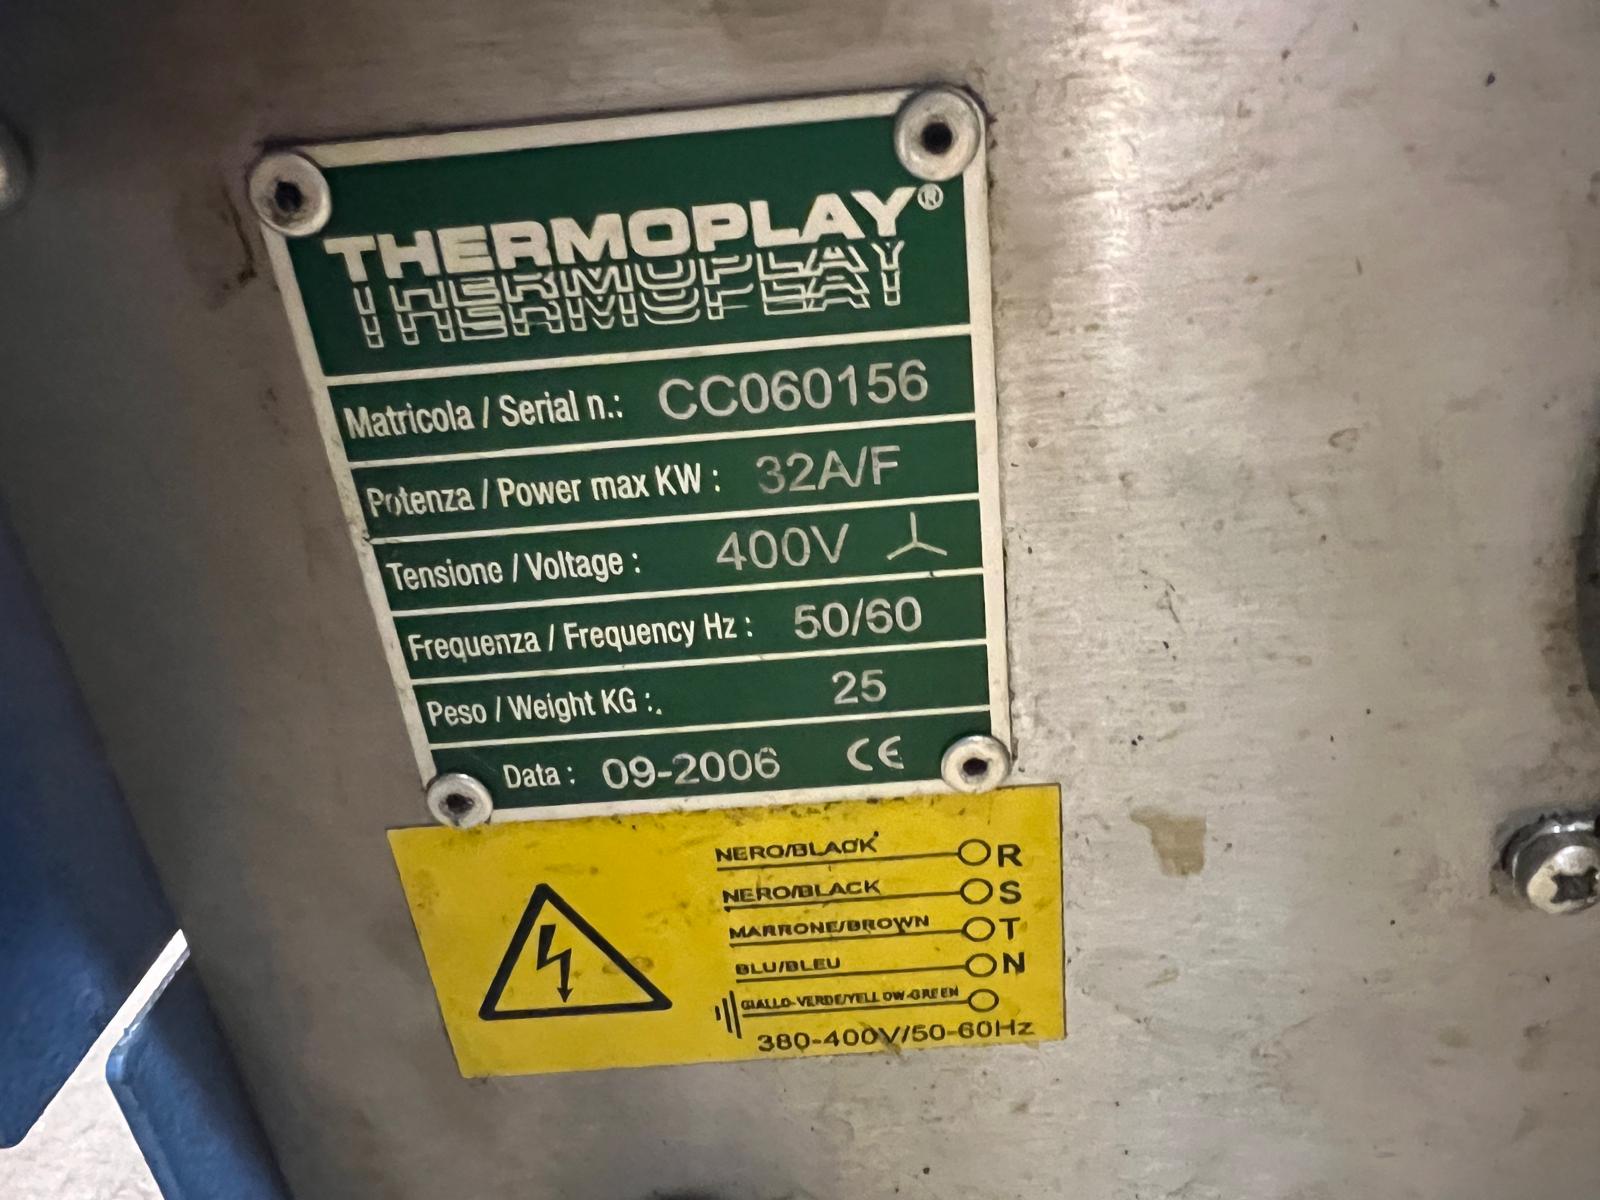 THERMOPLAY®
THERMOPLAY
THERMOPLAY
Matricola / Serial n.: CC060156
Potenza / Power max KW : 32A/F
Tensione / Voltage : 400V
Frequenza / Frequency Hz : 50/60
Peso / Weight KG :. 25
Data : 09-2006 CE
NERO/BLACK R
NERO/BLACK S
MARRONE/BROWN T
BLU/BLEU N
GIALLO-VERDE/YELLOW-GREEN
380-400V/50-60Hz